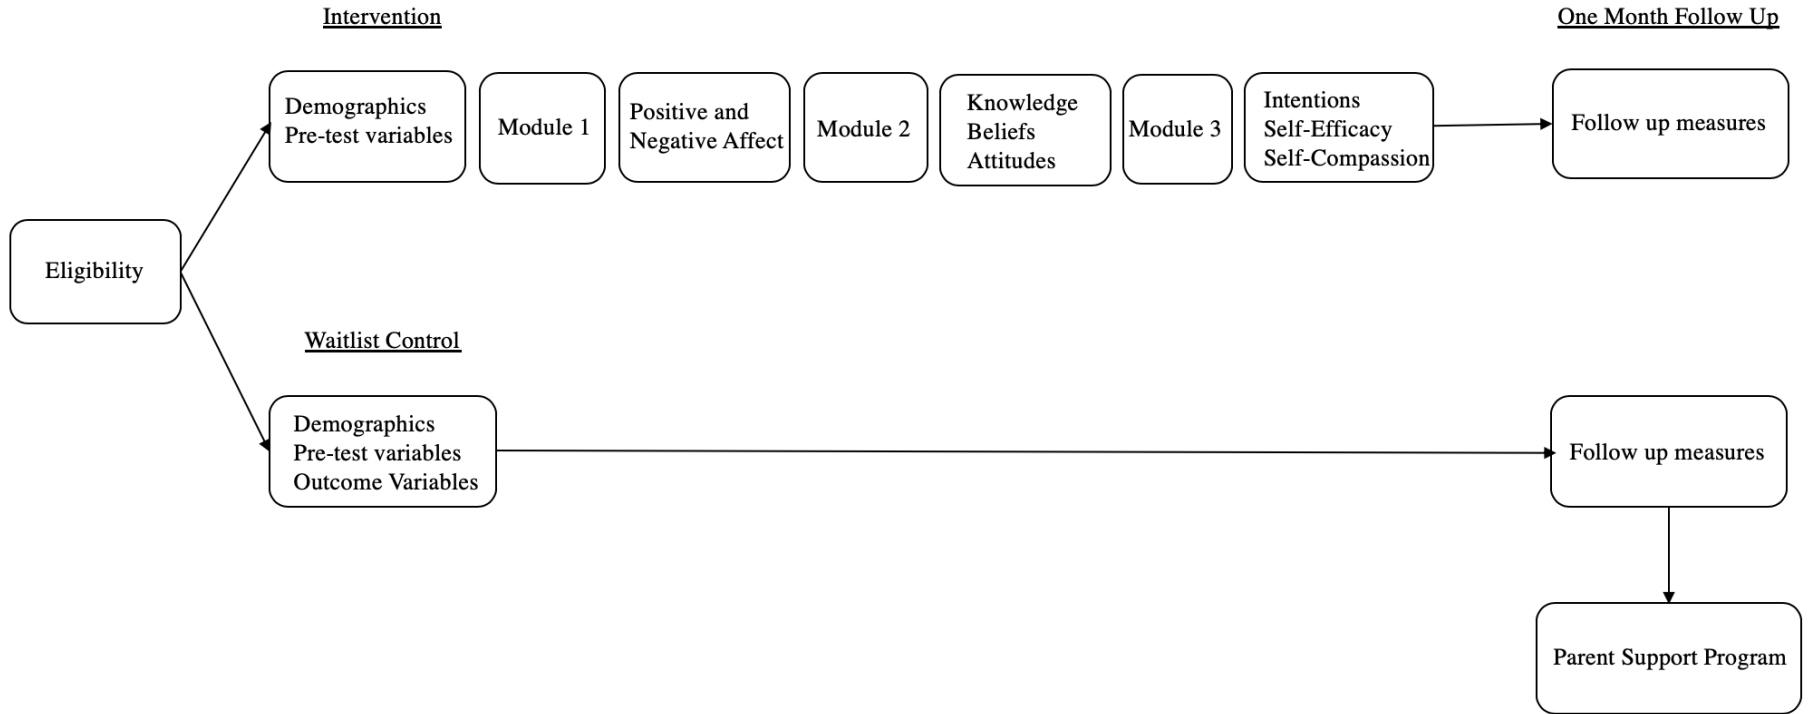 Intervention
One Month Follow Up
Demographics
Pre-test variables
Module 1
Positive and
Negative Affect
Module 2
Knowledge
Beliefs
Attitudes
Module 3
Intentions
Self-Efficacy
Self-Compassion
Follow up measures
Eligibility
Waitlist Control
Demographics
Pre-test variables
Outcome Variables
Follow up measures
Parent Support Program